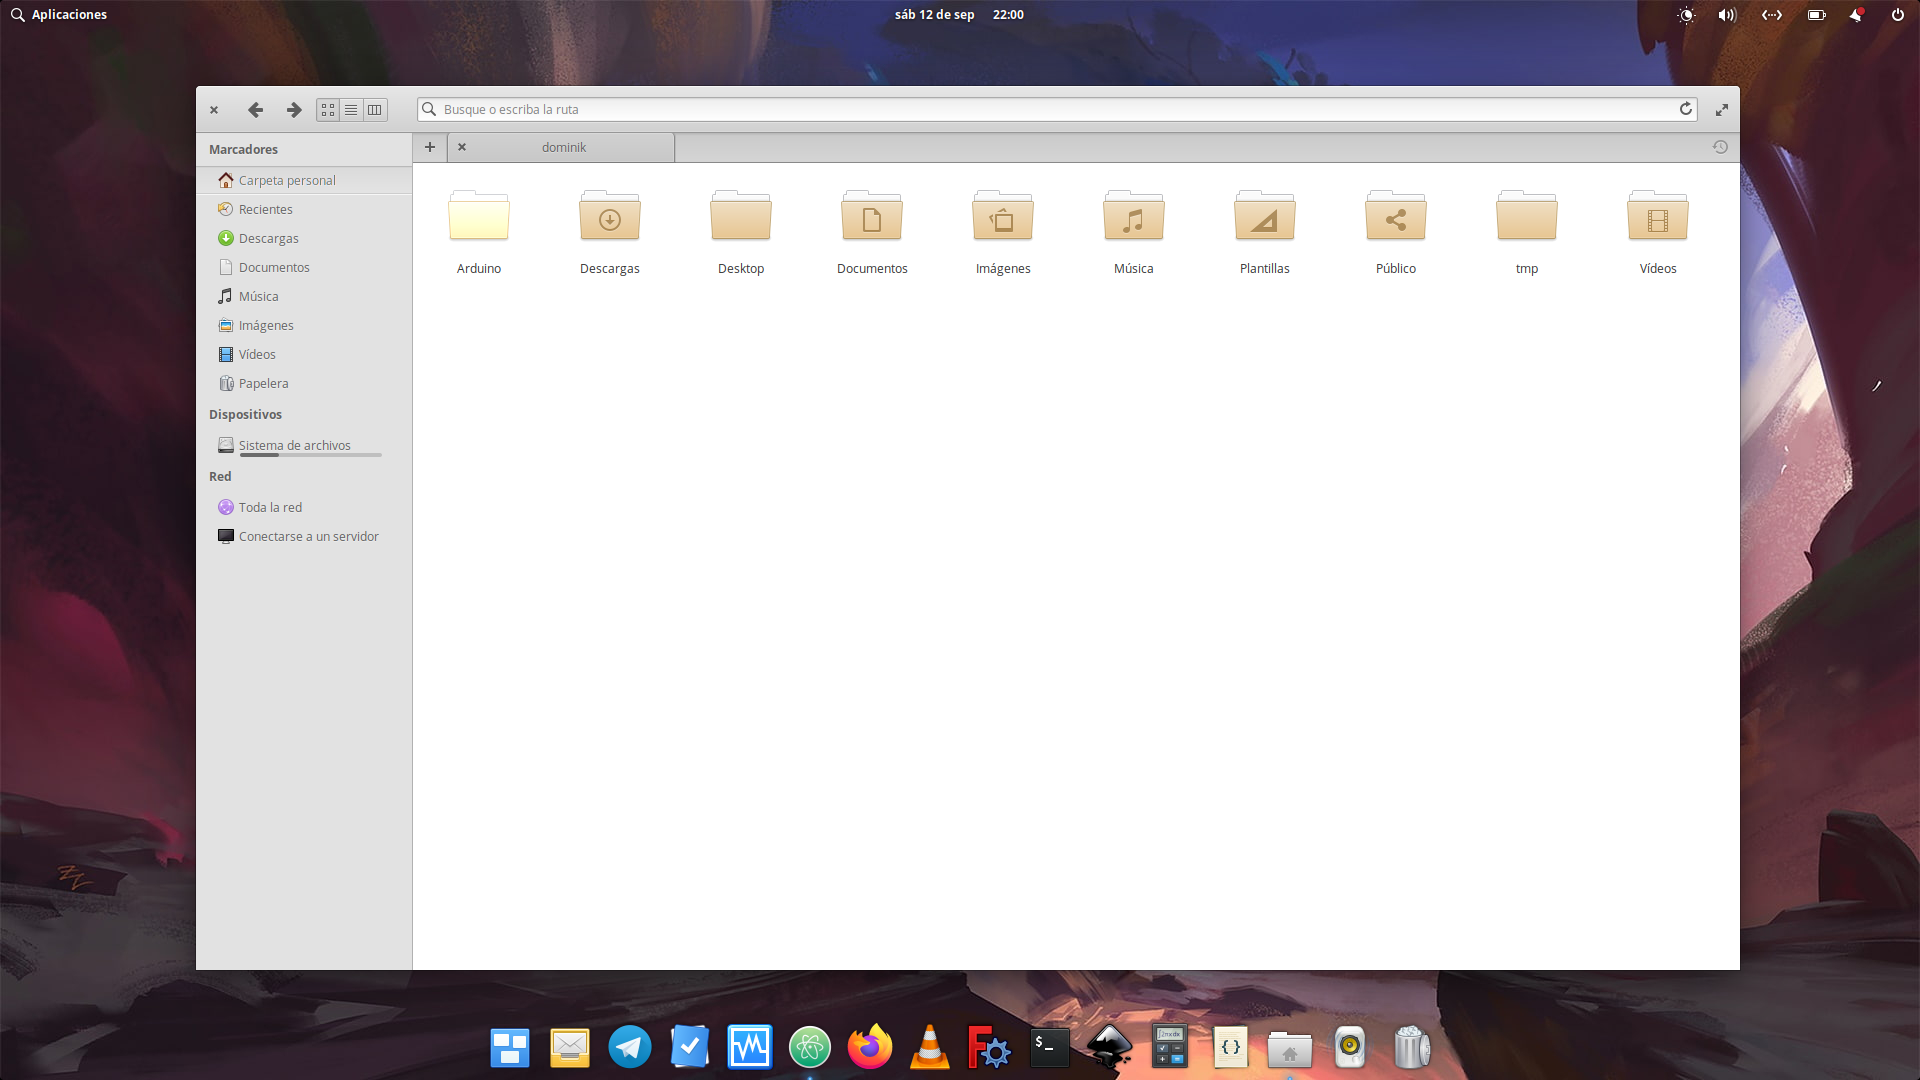 Aplicaciones
sáb 12 de sep 22:00
Busque o escriba la ruta
dominik
Marcadores
Carpeta personal
Recientes
Descargas
Documentos
Música
Imágenes
Vídeos
Papelera
Dispositivos
Sistema de archivos
Red
Toda la red
Conectarse a un servidor
Arduino
Descargas
Desktop
Documentos
Imágenes
Música
Plantillas
Público
tmp
Vídeos
$_
{}